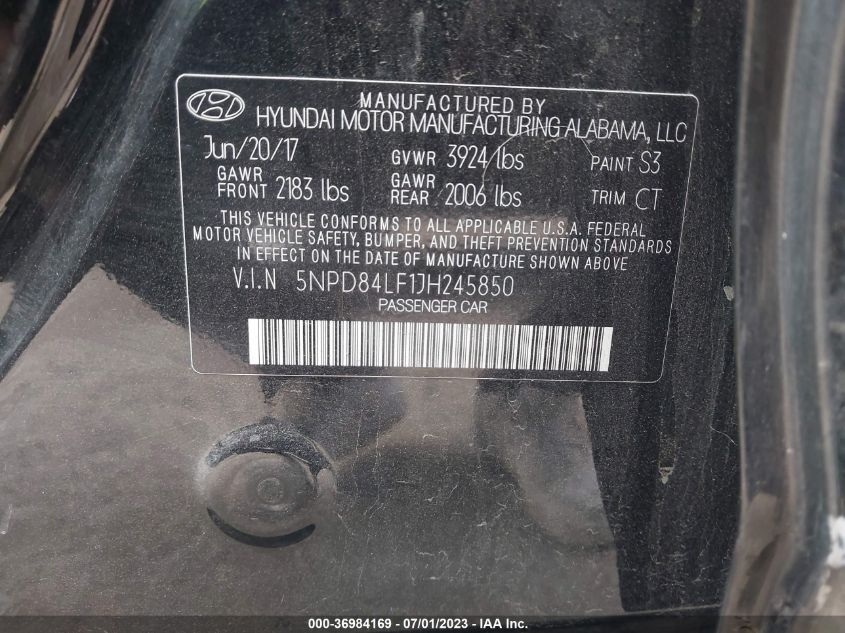 MANUFACTURED BY
HYUNDAI MOTOR MANUFACTURING ALABAMA, LLC
Jun/20/17 GVWR 3924 lbs PAINT S3
GAWR FRONT 2183 lbs GAWR REAR 2006 lbs TRIM CT
THIS VEHICLE CONFORMS TO ALL APPLICABLE U.S.A. FEDERAL
MOTOR VEHICLE SAFETY, BUMPER, AND THEFT PREVENTION STANDARDS
IN EFFECT ON THE DATE OF MANUFACTURE SHOWN ABOVE
V.I.N 5NPD84LF1JH245850
PASSENGER CAR
000-36984169 - 07/01/2023 - IAA Inc.